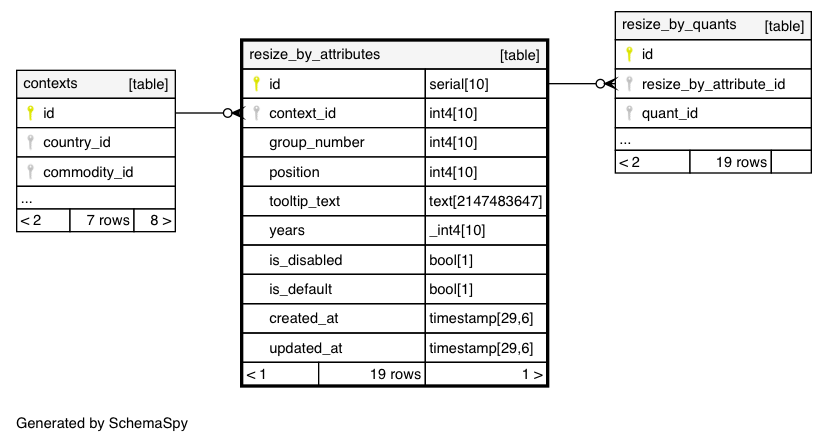 contexts [table]
id
country_id
commodity_id
...
< 2 7 rows 8 >
resize_by_attributes [table]
id serial[10]
context_id int4[10]
group_number int4[10]
position int4[10]
tooltip_text text[2147483647]
years _int4[10]
is_disabled bool[1]
is_default bool[1]
created_at timestamp[29,6]
updated_at timestamp[29,6]
< 1 19 rows 1 >
resize_by_quants [table]
id
resize_by_attribute_id
quant_id
...
< 2 19 rows
Generated by SchemaSpy